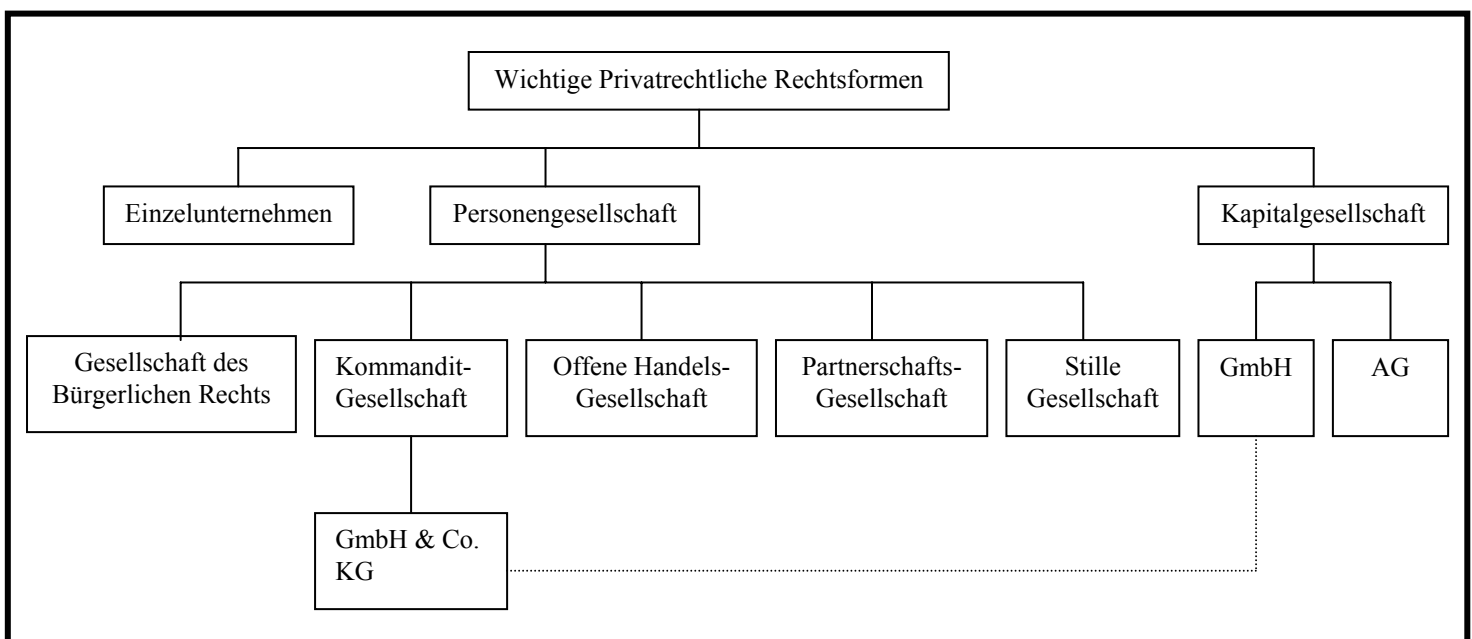 Wichtige Privatrechtliche Rechtsformen
Einzelunternehmen
Personengesellschaft
Kapitalgesellschaft
Gesellschaft des
Bürgerlichen Rechts
Kommandit-
Gesellschaft
Offene Handels-
Gesellschaft
Partnerschafts-
Gesellschaft
Stille
Gesellschaft
GmbH
AG
GmbH & Co.
KG